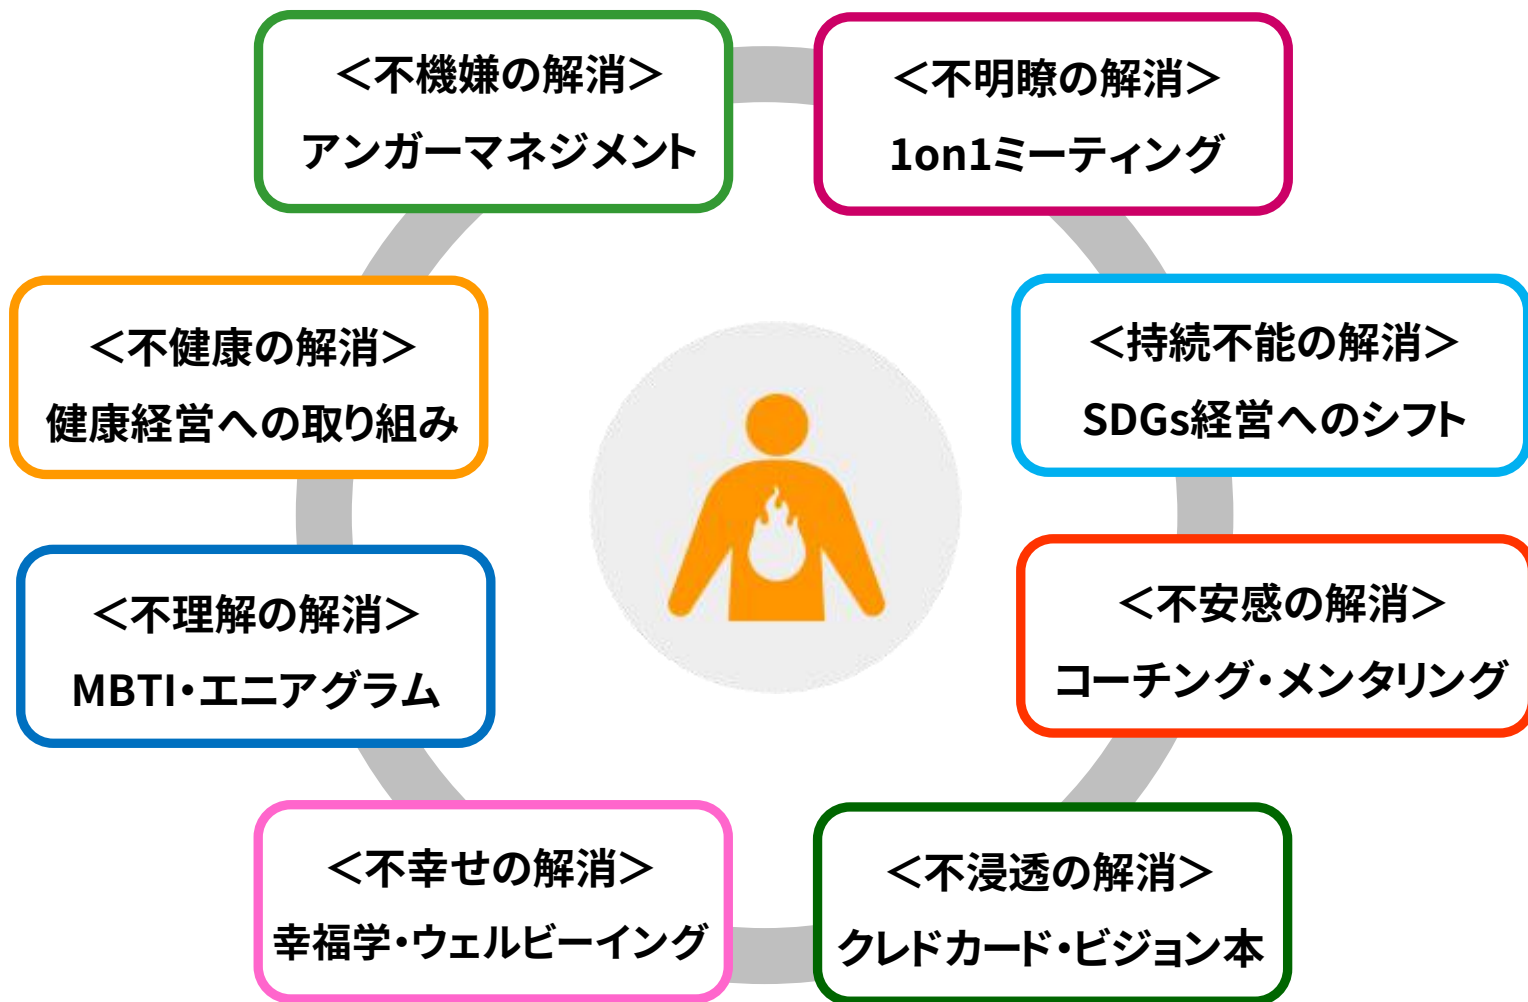 ＜不機嫌の解消＞
アンガーマネジメント
＜不明瞭の解消＞
1on1ミーティング
＜不健康の解消＞
健康経営への取り組み
＜持続不能の解消＞
SDGs経営へのシフト
＜不理解の解消＞
MBTI・エニアグラム
＜不安感の解消＞
コーチング・メンタリング
＜不幸せの解消＞
幸福学・ウェルビーイング
＜不浸透の解消＞
クレドカード・ビジョン本